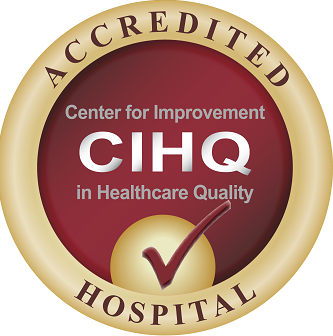 ACCREDITED
Center for Improvement
CIHQ
in Healthcare Quality
HOSPITAL